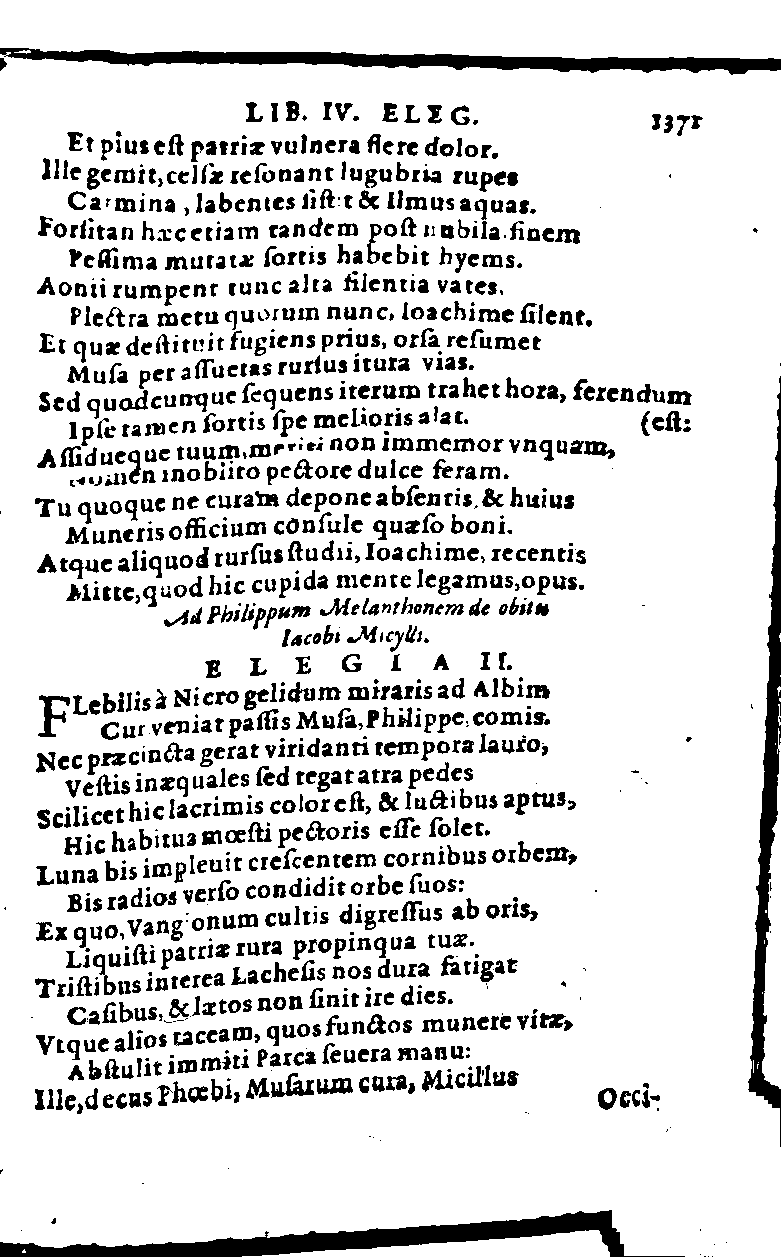 LIB. IV. ELEG. 1371
Et pius est patriæ vulnera flere dolor.
Ille gemit, celsæ resonant lugubria rupes
Carmina, labentes sistit & Ilmus aquas.
Forsitan hæc etiam tandem post nubila finem
Pessima mutatæ sortis habebit hyems.
Aonii rumpent tunc alta silentia vates,
Plectra metu quorum nunc, Ioachime silent.
Et quæ destituit fugiens prius, orsa resumet
Musa per assuetas rursus itura vias.
Sed quodcunque sequens iterum trahet hora, ferendum
Ipse tamen sortis spe melioris alat. (est:
Assidueque tuum, meriti non immemor vnquam,
pectore dulce feram.
Tu quoque ne curam depone absentis, & huius
Muneris officium consule quæso boni.
Atque aliquod rursus studii, Ioachime, recentis
Mitte, quod hic cupida mente legamus, opus.
Ad Philippum Melanthonem de obitu
Iacobi Micylli.
ELEGIA II.
FLebilis à Nicro gelidum miraris ad Albim
Cur veniat passis Musa, Philippe, comis.
Nec præcincta gerat viridanti tempora lauro,
Vestis inæquales sed tegat atra pedes
Scilicet hic lacrimis color est, & luctibus aptus,
Hic habitua mœsti pectoris esse solet.
Luna bis impleuit crescentem cornibus orbem,
Bis radios verso condidit orbe suos:
Ex quo, Vangionum cultis digressus ab oris,
Liquisti patriæ rura propinqua tuæ.
Tristibus interea Lachesis nos dura fatigat
Casibus, & lætos non sinit ire dies.
Vtque alios taceam, quos functos munere vitæ,
Abstulit immiti Parca seuera manu:
Ille, decus Phœbi, Musarum cura, Micillus
Occi-